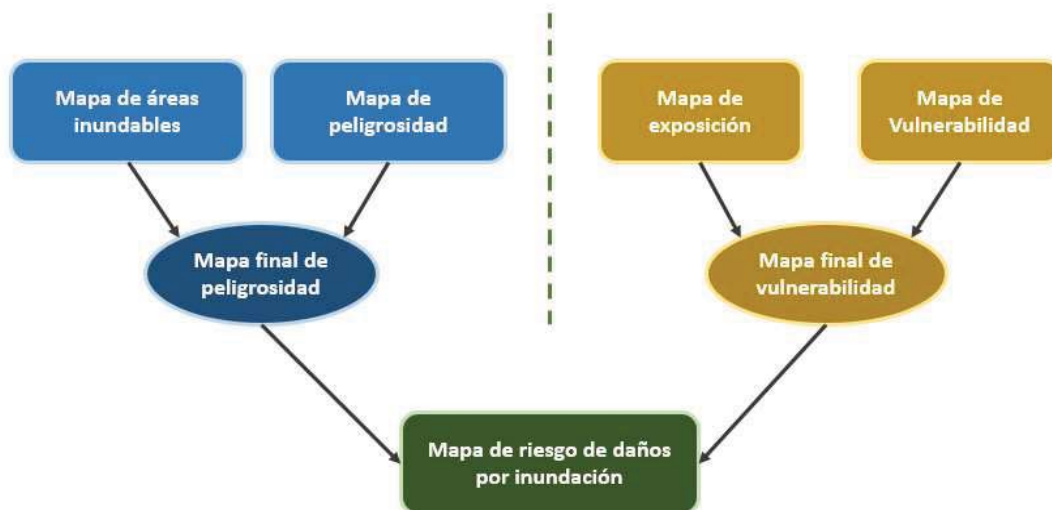 Mapa de áreas
inundables
Mapa de
peligrosidad
Mapa de
exposición
Mapa de
Vulnerabilidad
Mapa final de
peligrosidad
Mapa final de
vulnerabilidad
Mapa de riesgo de daños
por inundación